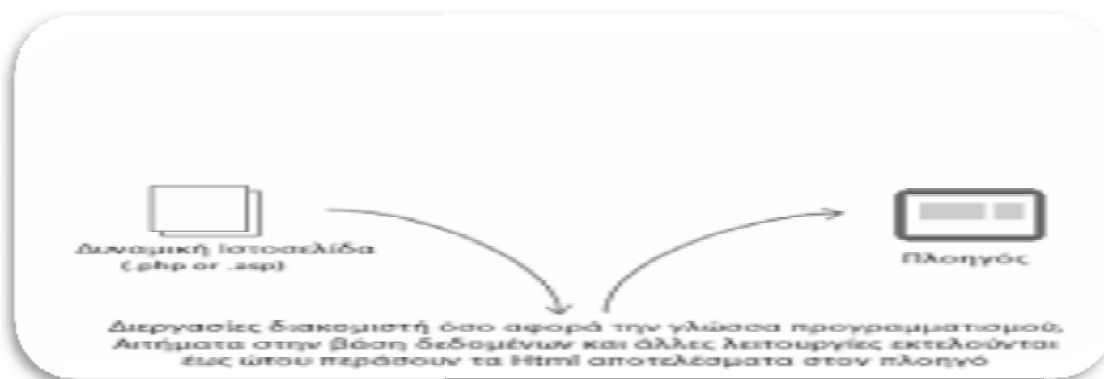 Δυναμική Ιστοσελίδα
(.php or .asp)
Πλοηγός
Διεργασίες διακομιστή όσο αφορά την γλώσσα προγραμματισμού,
Αιτήματα στην βάση δεδομένων και άλλες λειτουργίες εκτελούνται
έως ώπου περάσουν τα Html αποτελέσματα στον πλοηγό